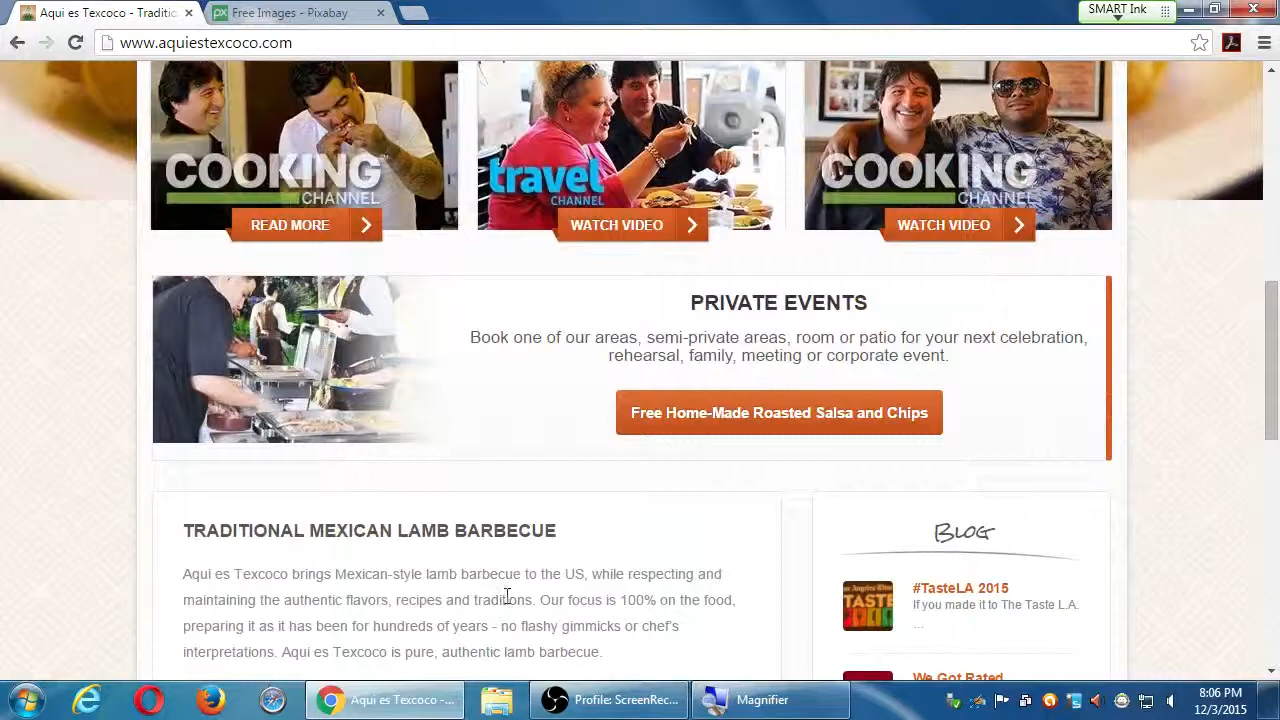 Aqui es Texcoco - Traditio
Free Images - Pixabay
SMART Ink
www.aquiestexcoco.com
COOKING
CHANNEL
READ MORE
travel
CHANNEL
WATCH VIDEO
COOKING
CHANNEL
WATCH VIDEO
PRIVATE EVENTS
Book one of our areas, semi-private areas, room or patio for your next celebration,
rehearsal, family, meeting or corporate event.
Free Home-Made Roasted Salsa and Chips
TRADITIONAL MEXICAN LAMB BARBECUE
Aqui es Texcoco brings Mexican-style lamb barbecue to the US, while respecting and
maintaining the authentic flavors, recipes and traditions. Our focus is 100% on the food,
preparing it as it has been for hundreds of years - no flashy gimmicks or chef's
interpretations. Aqui es Texcoco is pure, authentic lamb barbecue.
BLOG
TASTE
#TasteLA 2015
If you made it to The Taste L.A.
...
We Got Rated
Aqui es Texcoco -...
Profile: ScreenRec...
Magnifier
8:06 PM
12/3/2015